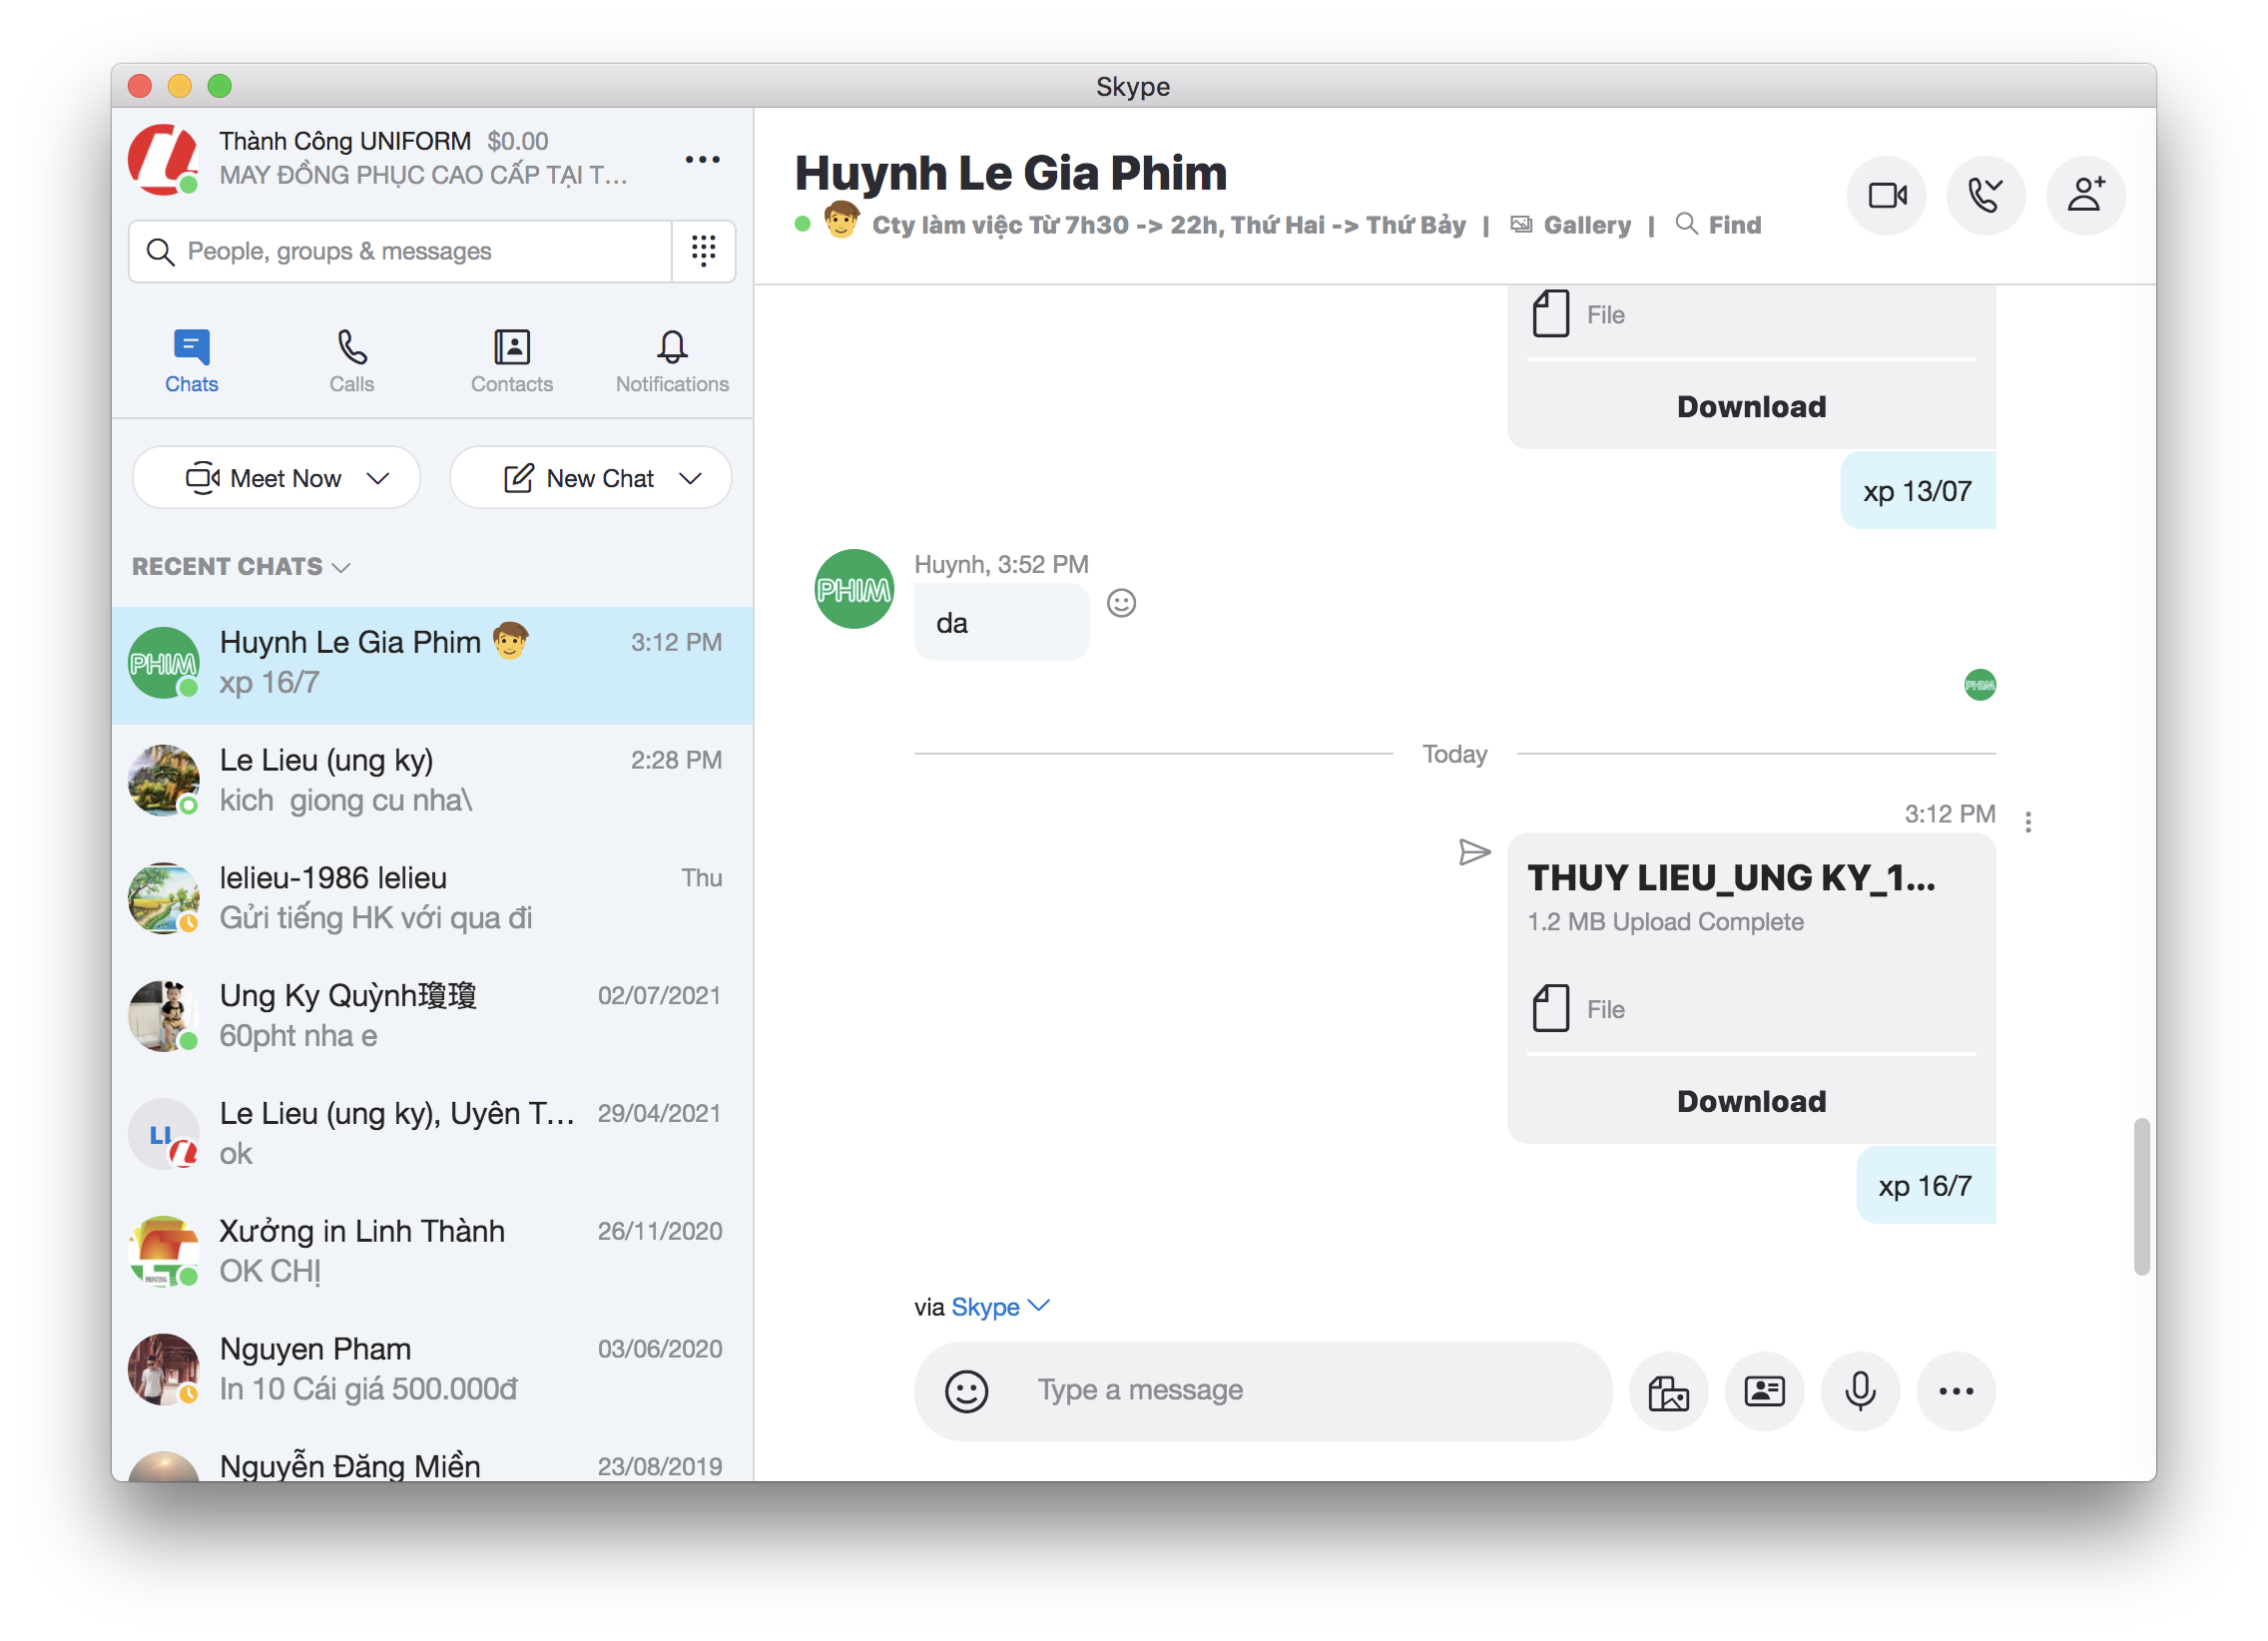 Skype
Thành Công UNIFORM $0.00
MAY ĐỒNG PHỤC CAO CẤP TẠI T...
People, groups & messages
Chats
Calls
Contacts
Notifications
Meet Now
New Chat
RECENT CHATS
Huynh Le Gia Phim 3:12 PM
PHIM
xp 16/7
Le Lieu (ung ky) 2:28 PM
kich giong cu nha\
lelieu-1986 lelieu Thu
Gửi tiếng HK với qua đi
Ung Ky Quỳnh瓊瓊 02/07/2021
60pht nha e
Le Lieu (ung ky), Uyên T... 29/04/2021
LL
ok
Xưởng in Linh Thành 26/11/2020
OK CHỊ
PRINTING
Nguyen Pham 03/06/2020
In 10 Cái giá 500.000đ
Nguyễn Đăng Miền 23/08/2019
Huynh Le Gia Phim
Cty làm việc Từ 7h30 -> 22h, Thứ Hai -> Thứ Bảy | Gallery | Find
File
Download
xp 13/07
Huynh, 3:52 PM
PHIM
da
PHIM
Today
3:12 PM
THUY LIEU_UNG KY_1...
1.2 MB Upload Complete
File
Download
xp 16/7
via Skype
Type a message